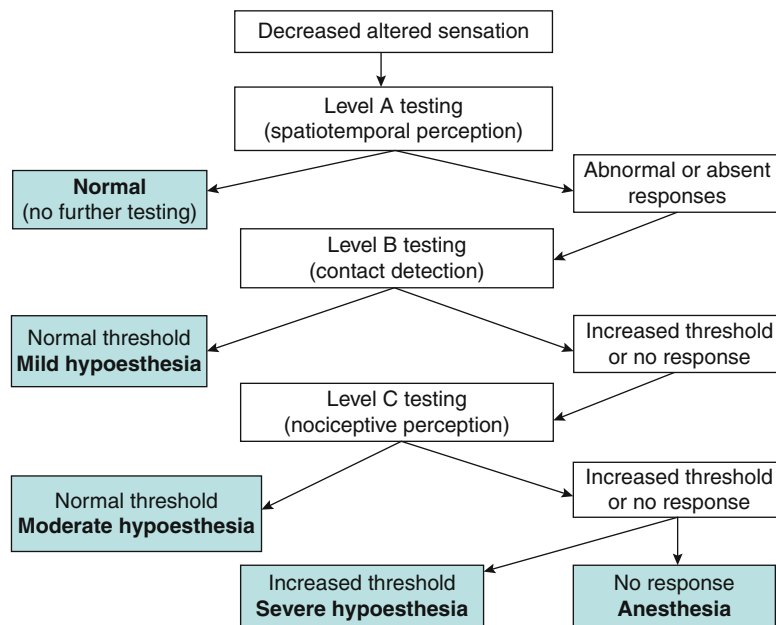 Decreased altered sensation
Level A testing
(spatiotemporal perception)
Normal
(no further testing)
Abnormal or absent
responses
Level B testing
(contact detection)
Normal threshold
Mild hypoesthesia
Increased threshold
or no response
Level C testing
(nociceptive perception)
Normal threshold
Moderate hypoesthesia
Increased threshold
or no response
Increased threshold
Severe hypoesthesia
No response
Anesthesia